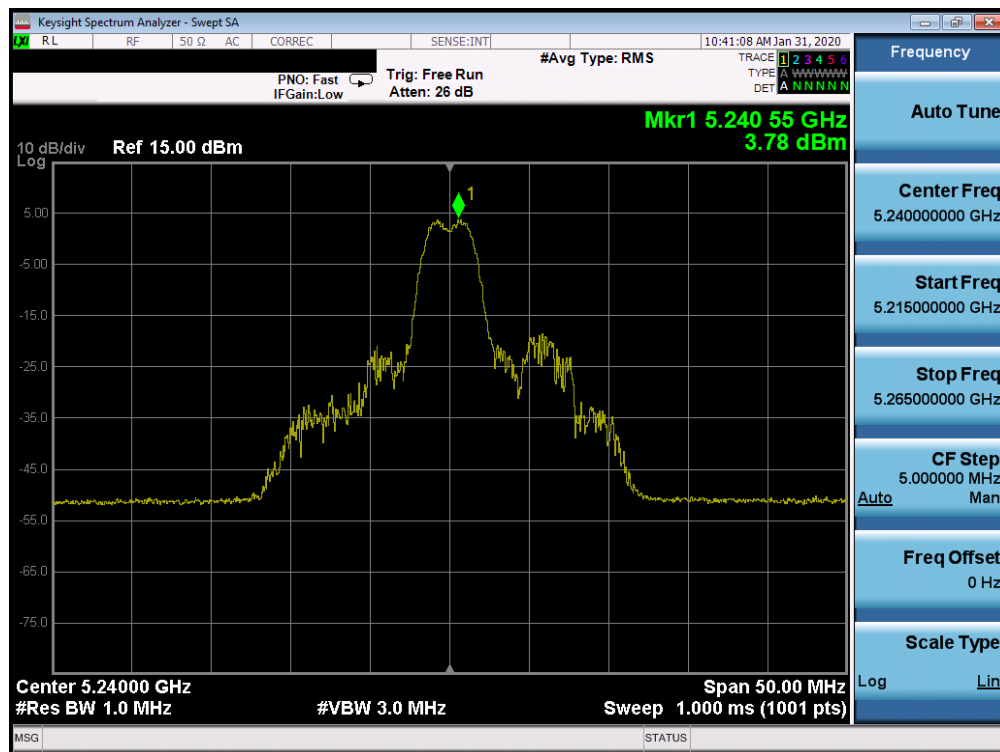 Keysight Spectrum Analyzer - Swept SA
LXI RL RF 50 Ω AC CORREC SENSE:INT 10:41:08 AM Jan 31, 2020
PNO: Fast
IFGain:Low
Trig: Free Run
Atten: 26 dB
#Avg Type: RMS
TRACE 1 2 3 4 5 6
TYPE A WWWWW
DET A N N N N N
Mkr1 5.240 55 GHz
3.78 dBm
10 dB/div Ref 15.00 dBm
Log
1
5.00
-5.00
-15.0
-25.0
-35.0
-45.0
-55.0
-65.0
-75.0
Center 5.24000 GHz Span 50.00 MHz
#Res BW 1.0 MHz #VBW 3.0 MHz Sweep 1.000 ms (1001 pts)
MSG STATUS
Frequency
Auto Tune
Center Freq
5.240000000 GHz
Start Freq
5.215000000 GHz
Stop Freq
5.265000000 GHz
CF Step
5.000000 MHz
Auto Man
Freq Offset
0 Hz
Scale Type
Log Lin